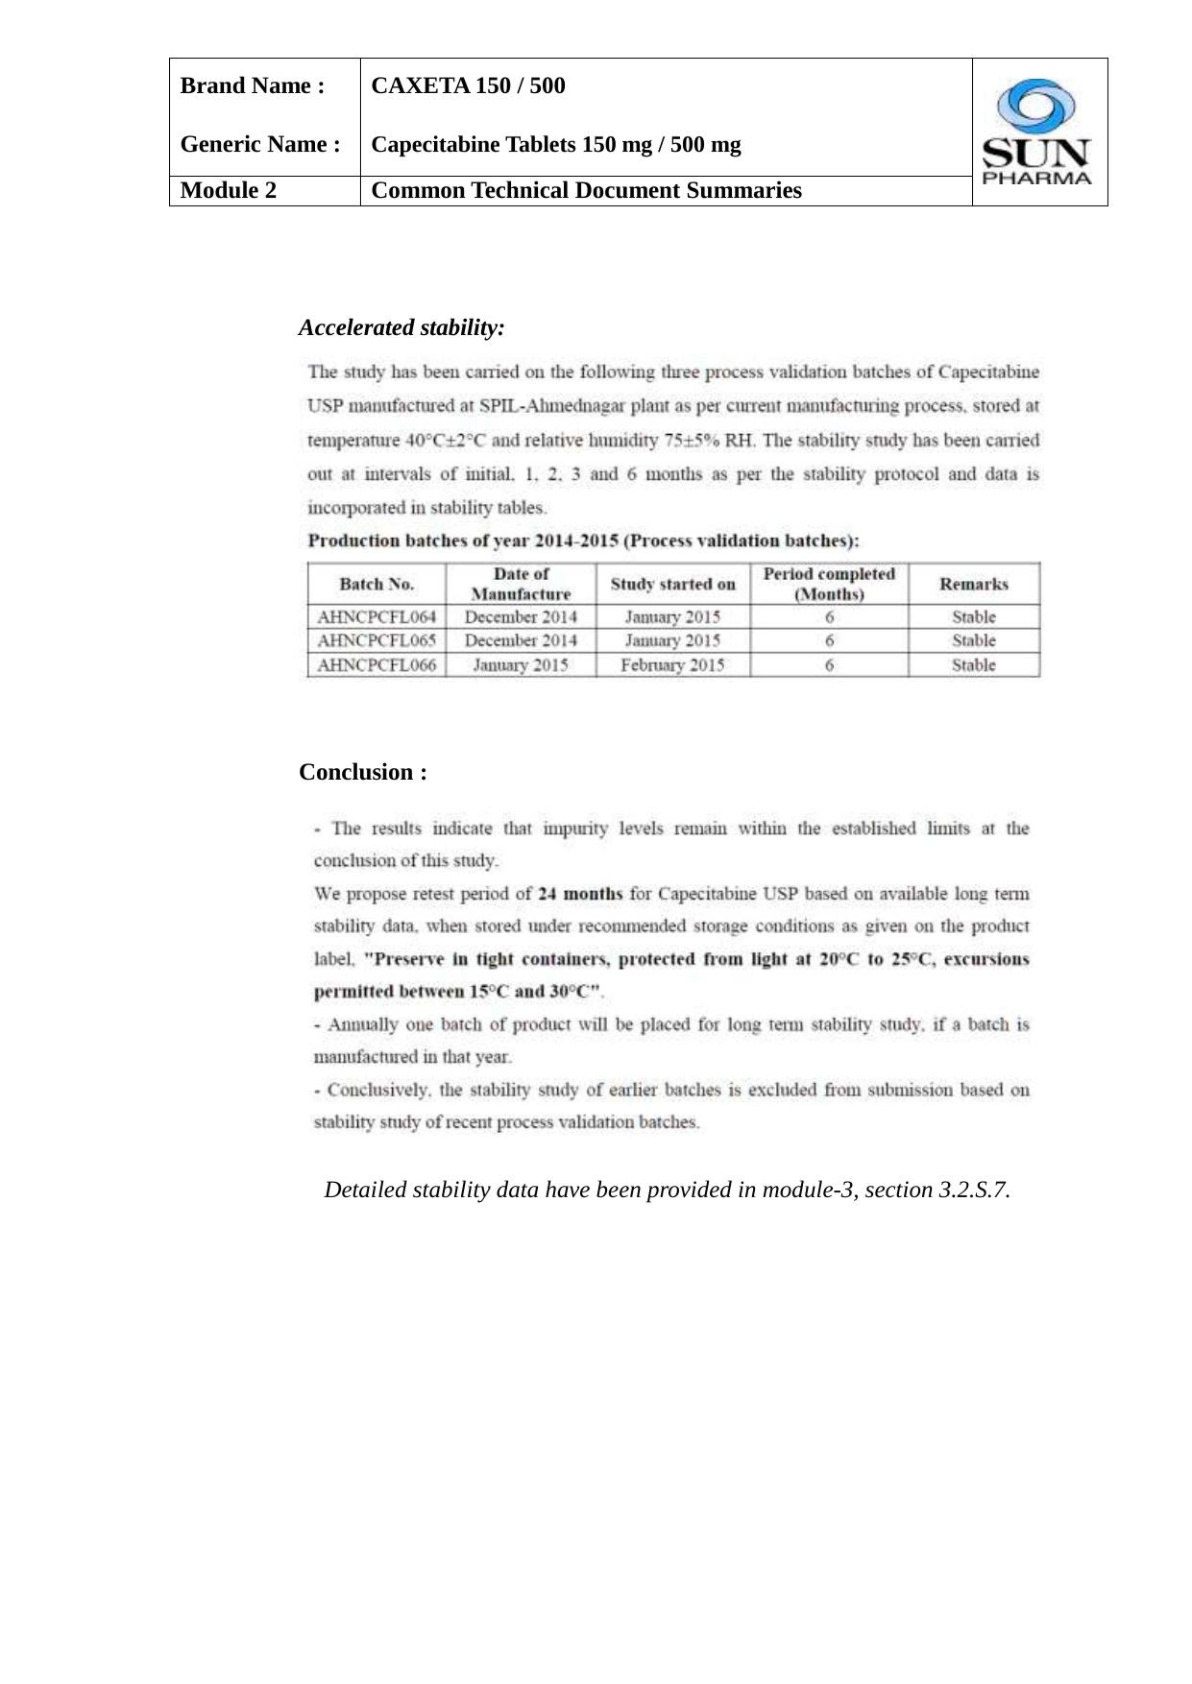 Brand Name :
CAXETA 150 / 500
Generic Name :
Capecitabine Tablets 150 mg / 500 mg
SUN
PHARMA
Module 2
Common Technical Document Summaries
Accelerated stability:
The study has been carried on the following three process validation batches of Capecitabine
USP manufactured at SPIL-Ahmednagar plant as per current manufacturing process, stored at
temperature 40°C±2°C and relative humidity 75±5% RH. The stability study has been carried
out at intervals of initial, 1, 2, 3 and 6 months as per the stability protocol and data is
incorporated in stability tables.
Production batches of year 2014-2015 (Process validation batches):
Batch No. Date of Manufacture Study started on Period completed (Months) Remarks
AHNCPCFL064 December 2014 January 2015 6 Stable
AHNCPCFL065 December 2014 January 2015 6 Stable
AHNCPCFL066 January 2015 February 2015 6 Stable
Conclusion :
- The results indicate that impurity levels remain within the established limits at the
conclusion of this study.
We propose retest period of 24 months for Capecitabine USP based on available long term
stability data, when stored under recommended storage conditions as given on the product
label, "Preserve in tight containers, protected from light at 20°C to 25°C, excursions
permitted between 15°C and 30°C".
- Annually one batch of product will be placed for long term stability study, if a batch is
manufactured in that year.
- Conclusively, the stability study of earlier batches is excluded from submission based on
stability study of recent process validation batches.
Detailed stability data have been provided in module-3, section 3.2.S.7.